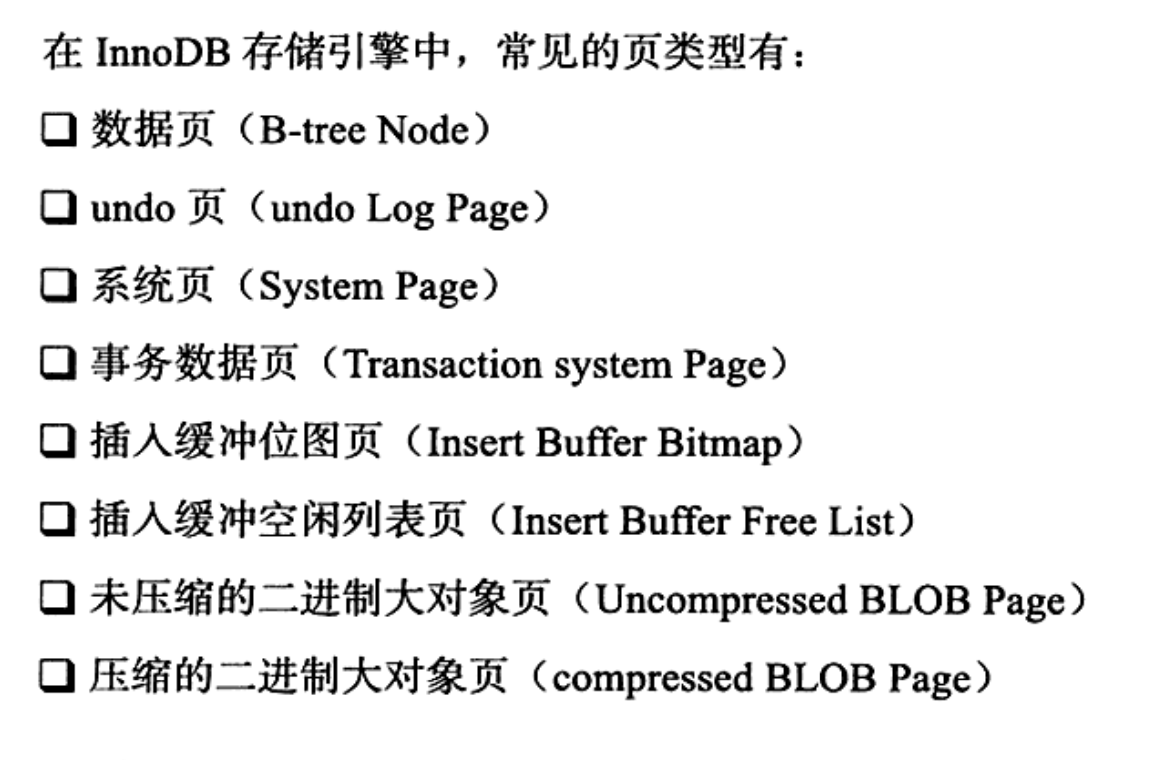 在 InnoDB 存储引擎中，常见的页类型有：
❑ 数据页（B-tree Node）
❑ undo 页（undo Log Page）
❑ 系统页（System Page）
❑ 事务数据页（Transaction system Page）
❑ 插入缓冲位图页（Insert Buffer Bitmap）
❑ 插入缓冲空闲列表页（Insert Buffer Free List）
❑ 未压缩的二进制大对象页（Uncompressed BLOB Page）
❑ 压缩的二进制大对象页（compressed BLOB Page）